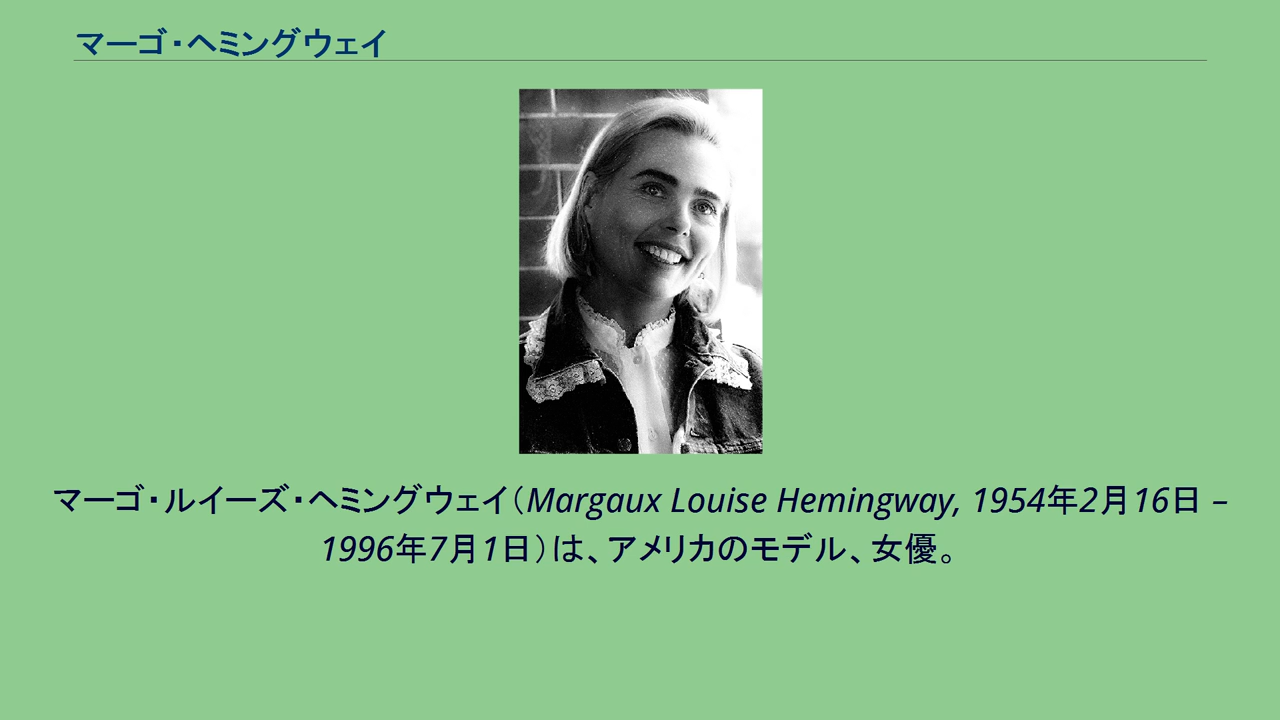 マーゴ・ヘミングウェイ
マーゴ・ルイーズ・ヘミングウェイ（Margaux Louise Hemingway, 1954年2月16日 –
1996年7月1日）は、アメリカのモデル、女優。